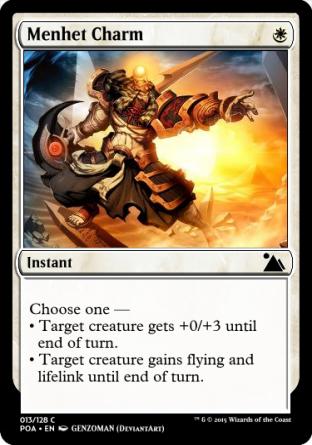 Menhet Charm
Instant
Choose one —
• Target creature gets +0/+3 until
end of turn.
• Target creature gains flying and
lifelink until end of turn.
013/128 C
POA • EN GENZOMAN (DEVIANTART)
™ & © 2015 Wizards of the Coast